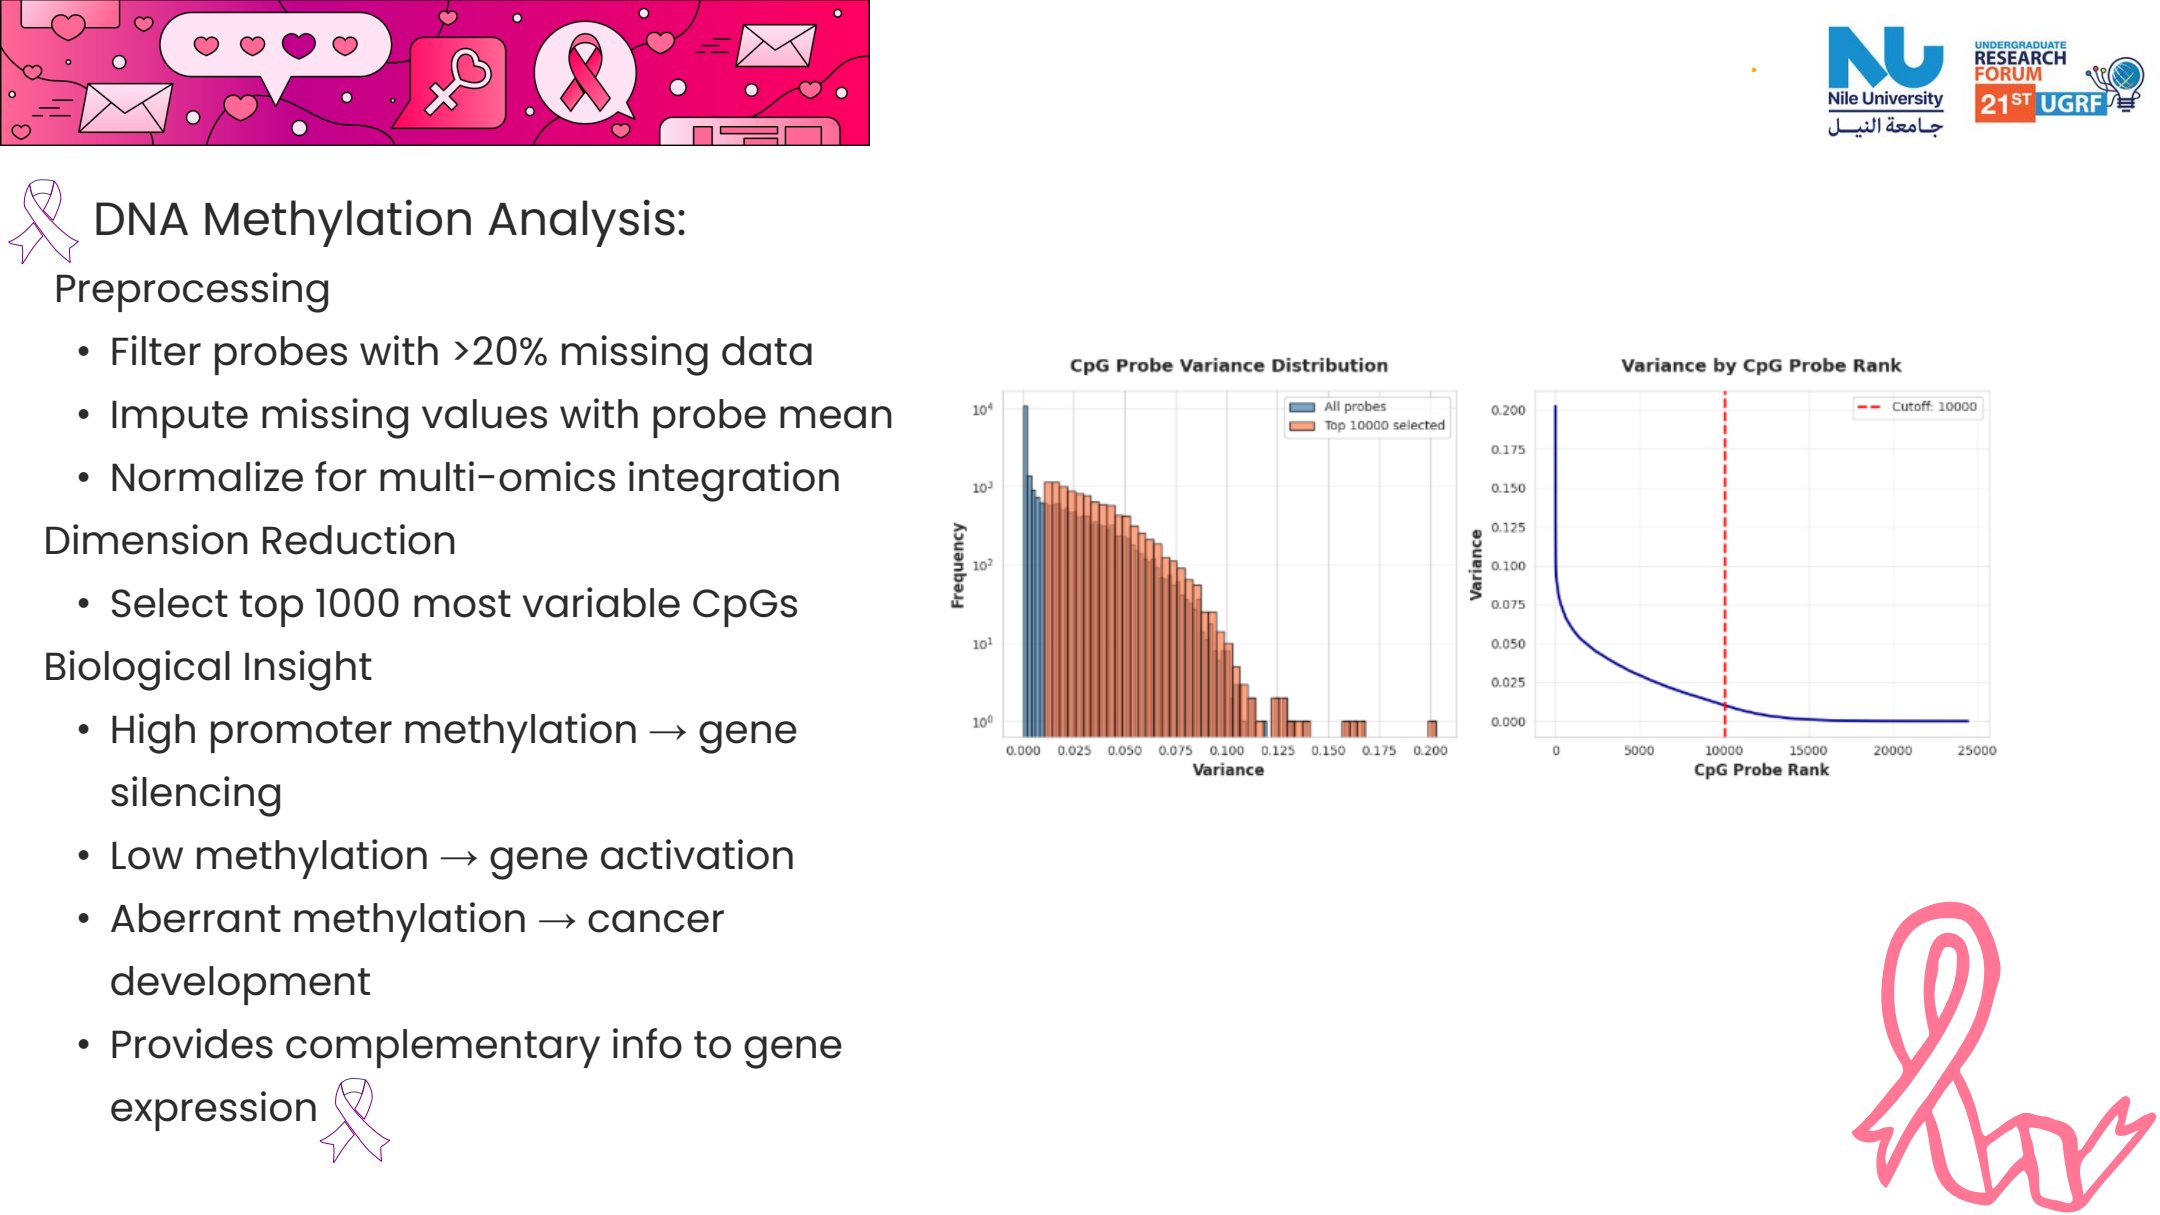 NU
Nile University
جامعة النيل
UNDERGRADUATE
RESEARCH
FORUM
21ST UGRF
DNA Methylation Analysis:
Preprocessing
• Filter probes with >20% missing data
• Impute missing values with probe mean
• Normalize for multi-omics integration
Dimension Reduction
• Select top 1000 most variable CpGs
Biological Insight
• High promoter methylation → gene
silencing
• Low methylation → gene activation
• Aberrant methylation → cancer
development
• Provides complementary info to gene
expression
CpG Probe Variance Distribution
All probes
Top 10000 selected
Frequency
10⁴
10³
10²
10¹
10⁰
0.000 0.025 0.050 0.075 0.100 0.125 0.150 0.175 0.200
Variance
Variance by CpG Probe Rank
Cutoff: 10000
Variance
0.200
0.175
0.150
0.125
0.100
0.075
0.050
0.025
0.000
0 5000 10000 15000 20000 25000
CpG Probe Rank